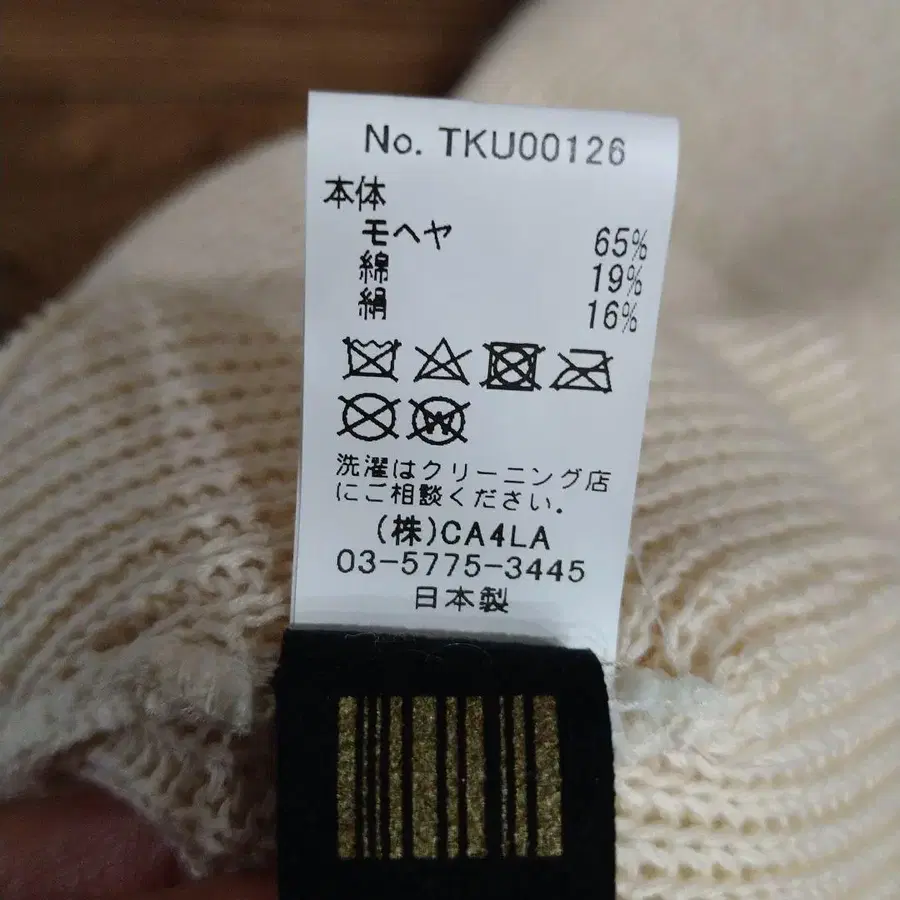 No. TKU00126
本体
モヘヤ 65%
綿 19%
絹 16%
洗濯はクリーニング店
にご相談ください.
(株)CA4LA
03-5775-3445
日本製